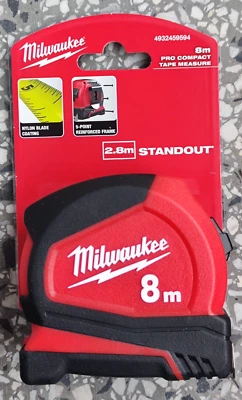 Milwaukee
4932459594
8m
PRO COMPACT
TAPE MEASURE
NYLON BLADE
COATING
5-POINT
REINFORCED FRAME
2.8m STANDOUT
Milwaukee
8m